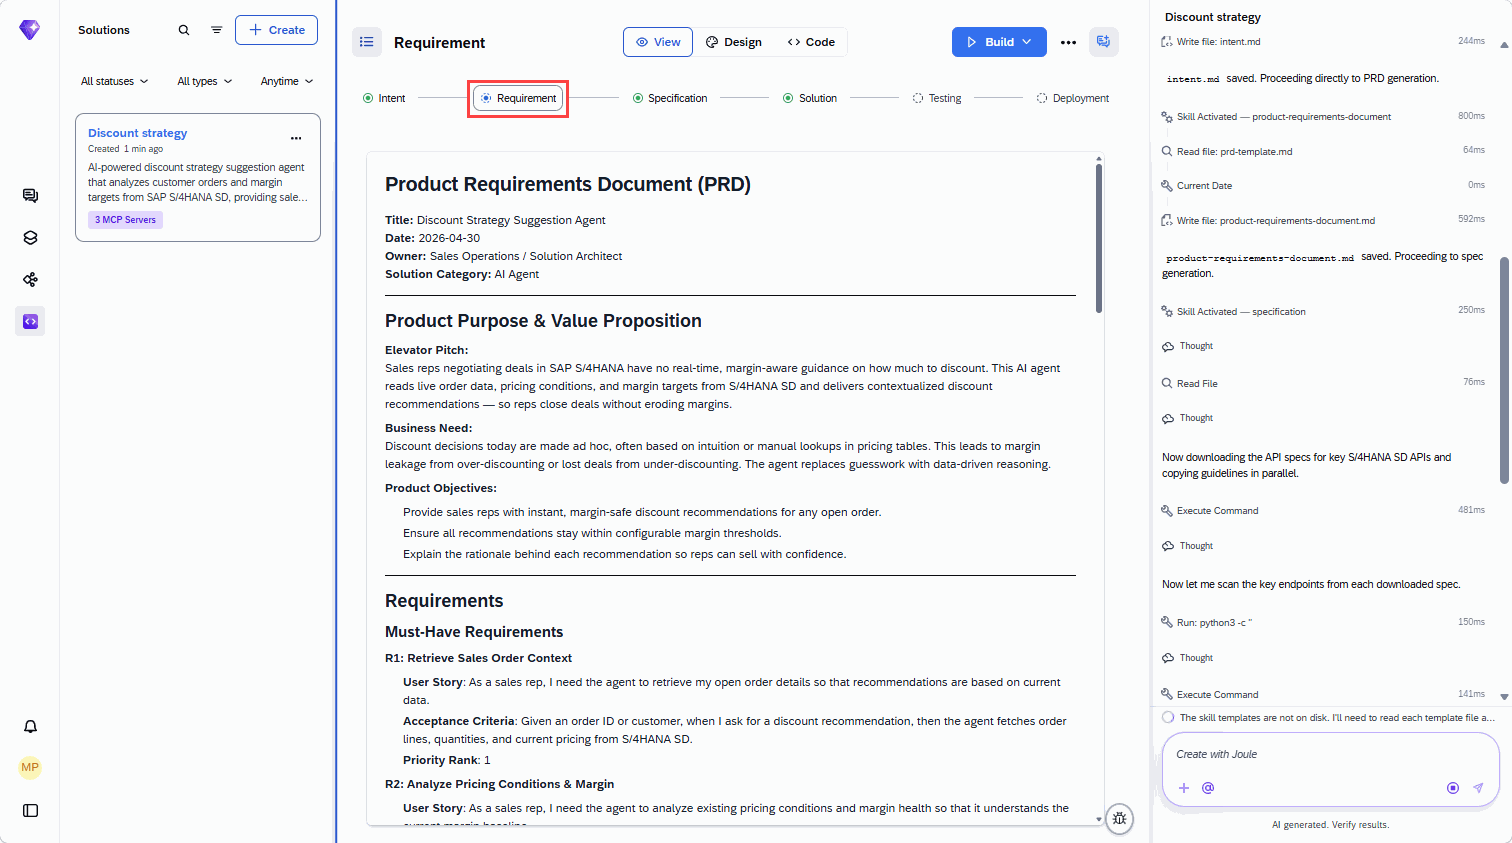 Solutions
Create
All statuses
All types
Anytime
Discount strategy
Created 1 min ago
AI-powered discount strategy suggestion agent
that analyzes customer orders and margin
targets from SAP S/4HANA SD, providing sale...
3 MCP Servers
MP
Requirement
View
Design
Code
Build
Intent
Requirement
Specification
Solution
Testing
Deployment
Product Requirements Document (PRD)
Title: Discount Strategy Suggestion Agent
Date: 2026-04-30
Owner: Sales Operations / Solution Architect
Solution Category: AI Agent
Product Purpose & Value Proposition
Elevator Pitch:
Sales reps negotiating deals in SAP S/4HANA have no real-time, margin-aware guidance on how much to discount. This AI agent
reads live order data, pricing conditions, and margin targets from S/4HANA SD and delivers contextualized discount
recommendations — so reps close deals without eroding margins.
Business Need:
Discount decisions today are made ad hoc, often based on intuition or manual lookups in pricing tables. This leads to margin
leakage from over-discounting or lost deals from under-discounting. The agent replaces guesswork with data-driven reasoning.
Product Objectives:
Provide sales reps with instant, margin-safe discount recommendations for any open order.
Ensure all recommendations stay within configurable margin thresholds.
Explain the rationale behind each recommendation so reps can sell with confidence.
Requirements
Must-Have Requirements
R1: Retrieve Sales Order Context
User Story: As a sales rep, I need the agent to retrieve my open order details so that recommendations are based on current
data.
Acceptance Criteria: Given an order ID or customer, when I ask for a discount recommendation, then the agent fetches order
lines, quantities, and current pricing from S/4HANA SD.
Priority Rank: 1
R2: Analyze Pricing Conditions & Margin
User Story: As a sales rep, I need the agent to analyze existing pricing conditions and margin health so that it understands the
current margin baseline.
Discount strategy
Write file: intent.md 244ms
intent.md saved. Proceeding directly to PRD generation.
Skill Activated — product-requirements-document 800ms
Read file: prd-template.md 64ms
Current Date 0ms
Write file: product-requirements-document.md 592ms
product-requirements-document.md saved. Proceeding to spec
generation.
Skill Activated — specification 250ms
Thought
Read File 76ms
Thought
Now downloading the API specs for key S/4HANA SD APIs and
copying guidelines in parallel.
Execute Command 481ms
Thought
Now let me scan the key endpoints from each downloaded spec.
Run: python3 -c " 150ms
Thought
Execute Command 141ms
The skill templates are not on disk. I'll need to read each template file a...
Create with Joule
AI generated. Verify results.